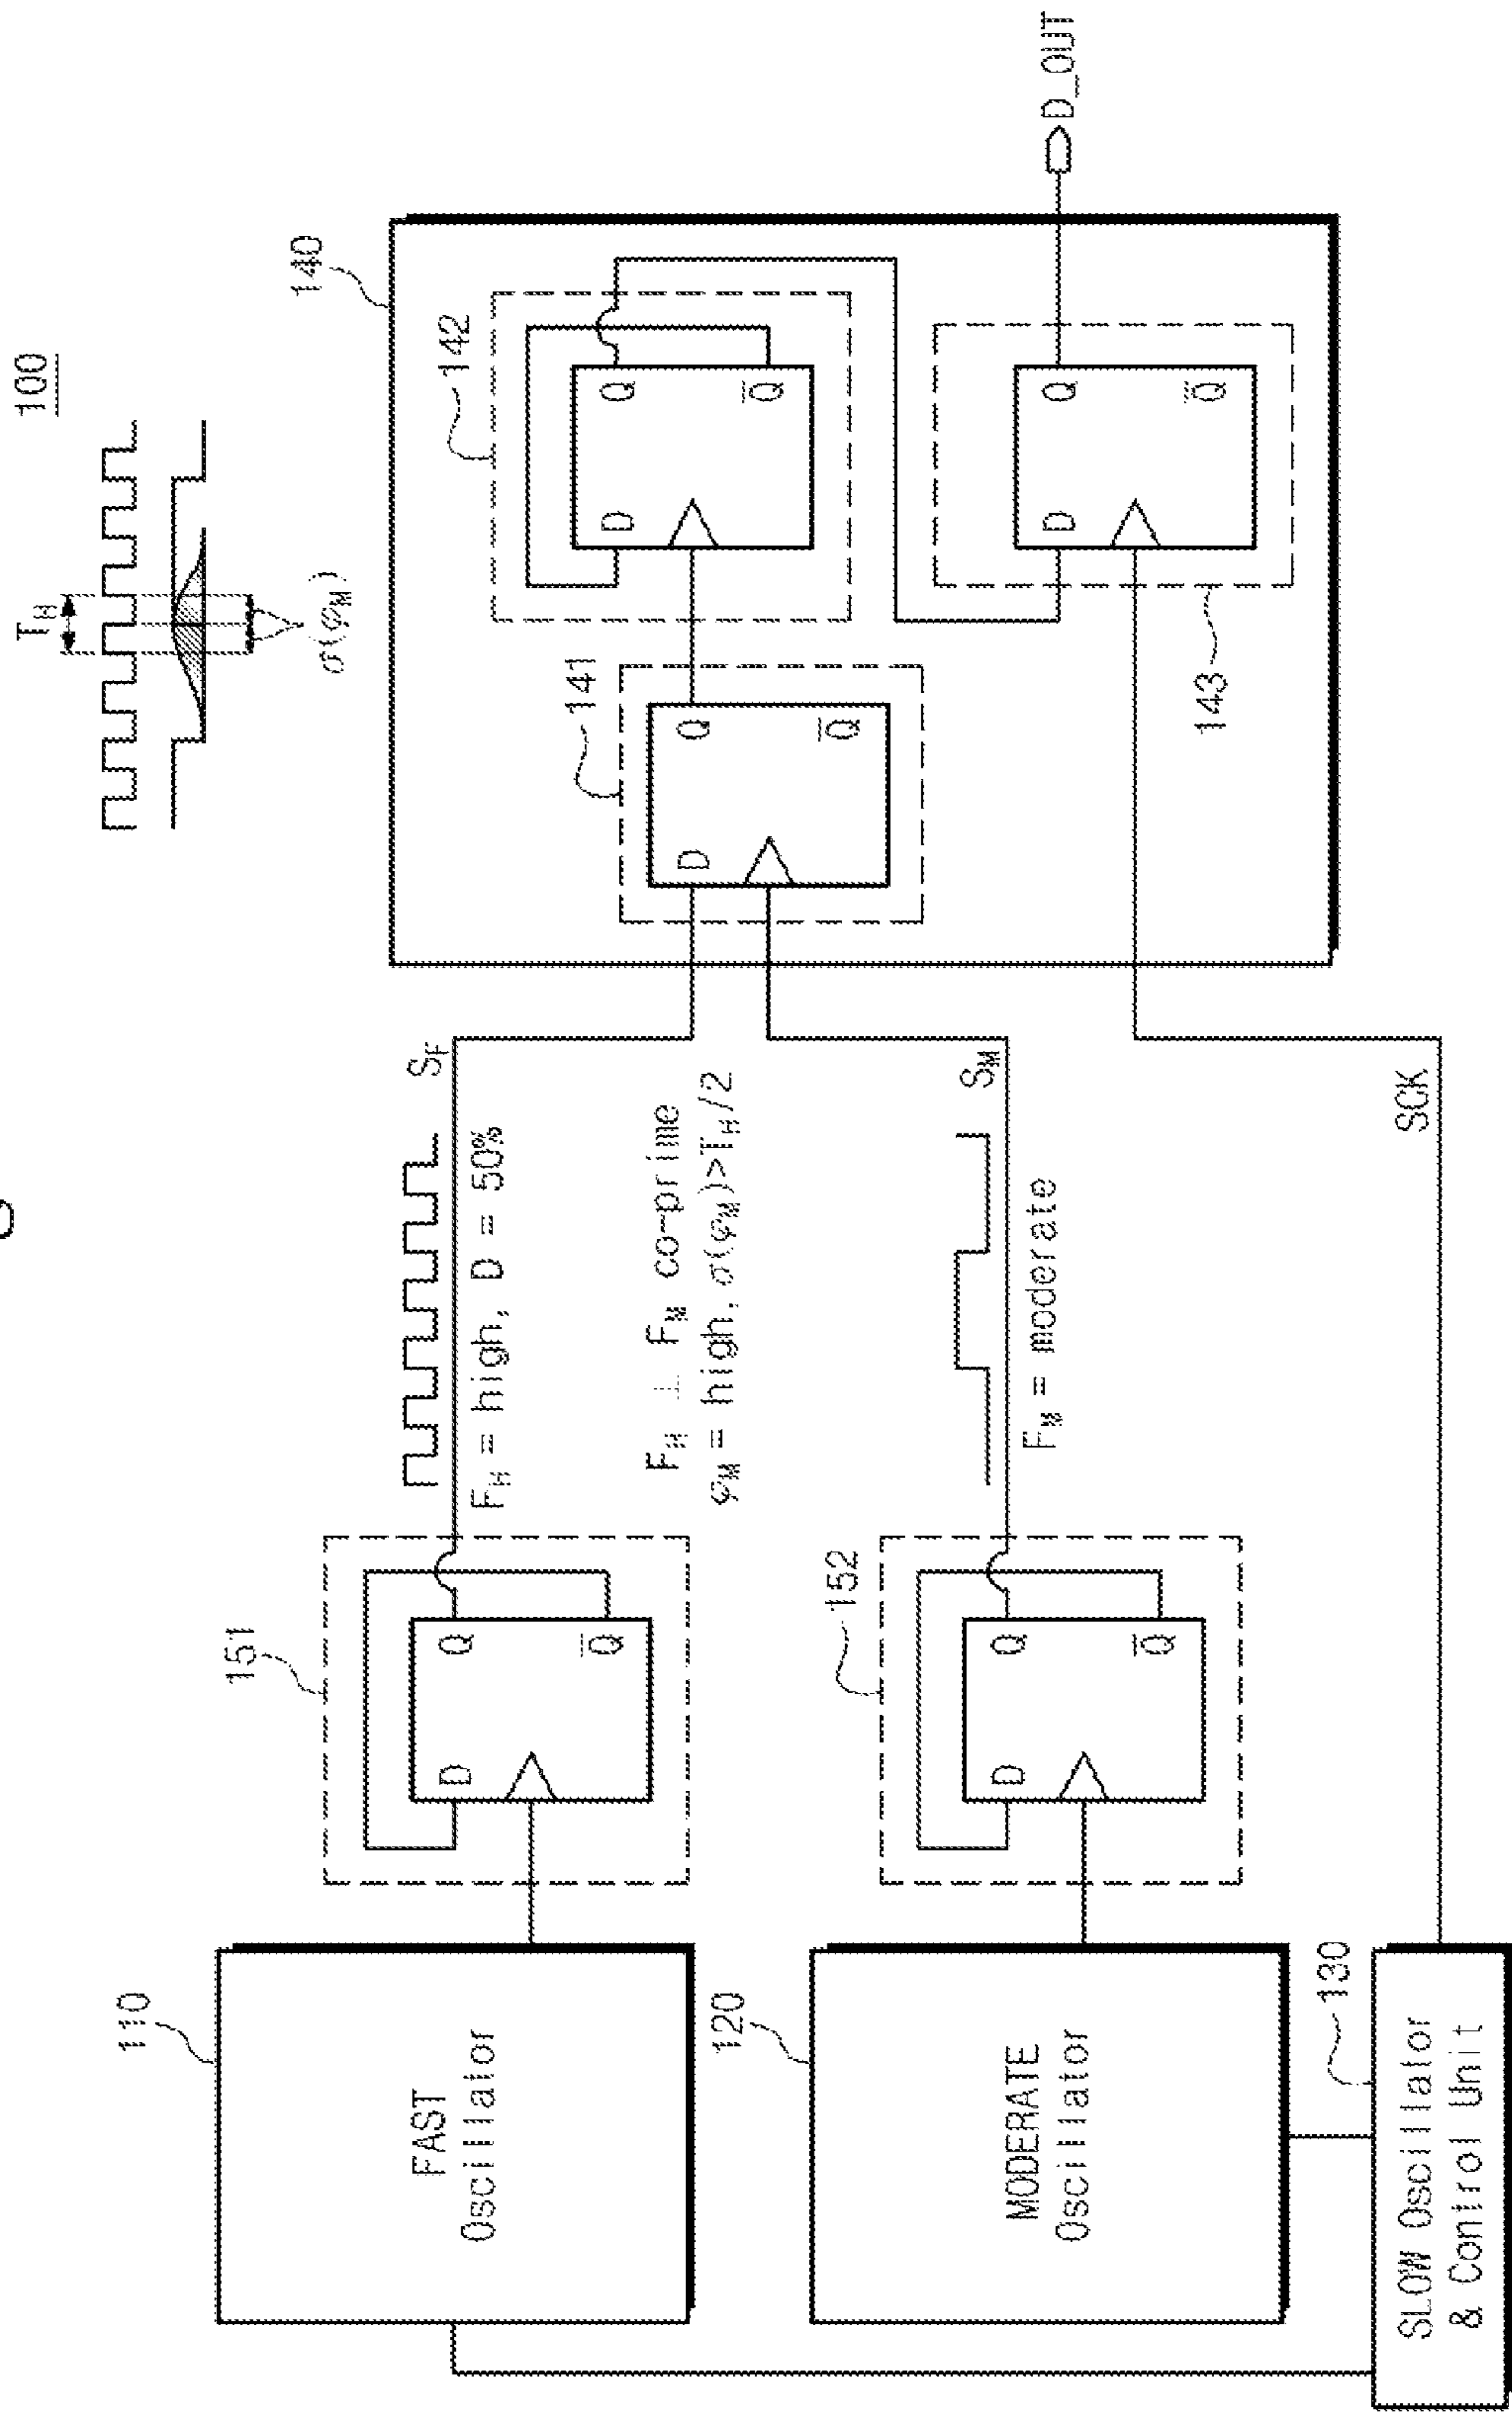 100
T_H
σ(φ_M)
110
FAST
Oscillator
151
D
Q
Q̅
S_F
F_H = high, D = 50%
F_H ⊥ F_M co-prime
φ_M = high, σ(φ_M)>T_H/2
120
MODERATE
Oscillator
152
D
Q
Q̅
S_M
F_M = moderate
130
SLOW Oscillator
& Control Unit
SCK
140
141
D
Q
Q̅
142
D
Q
Q̅
143
D
Q
Q̅
D_OUT